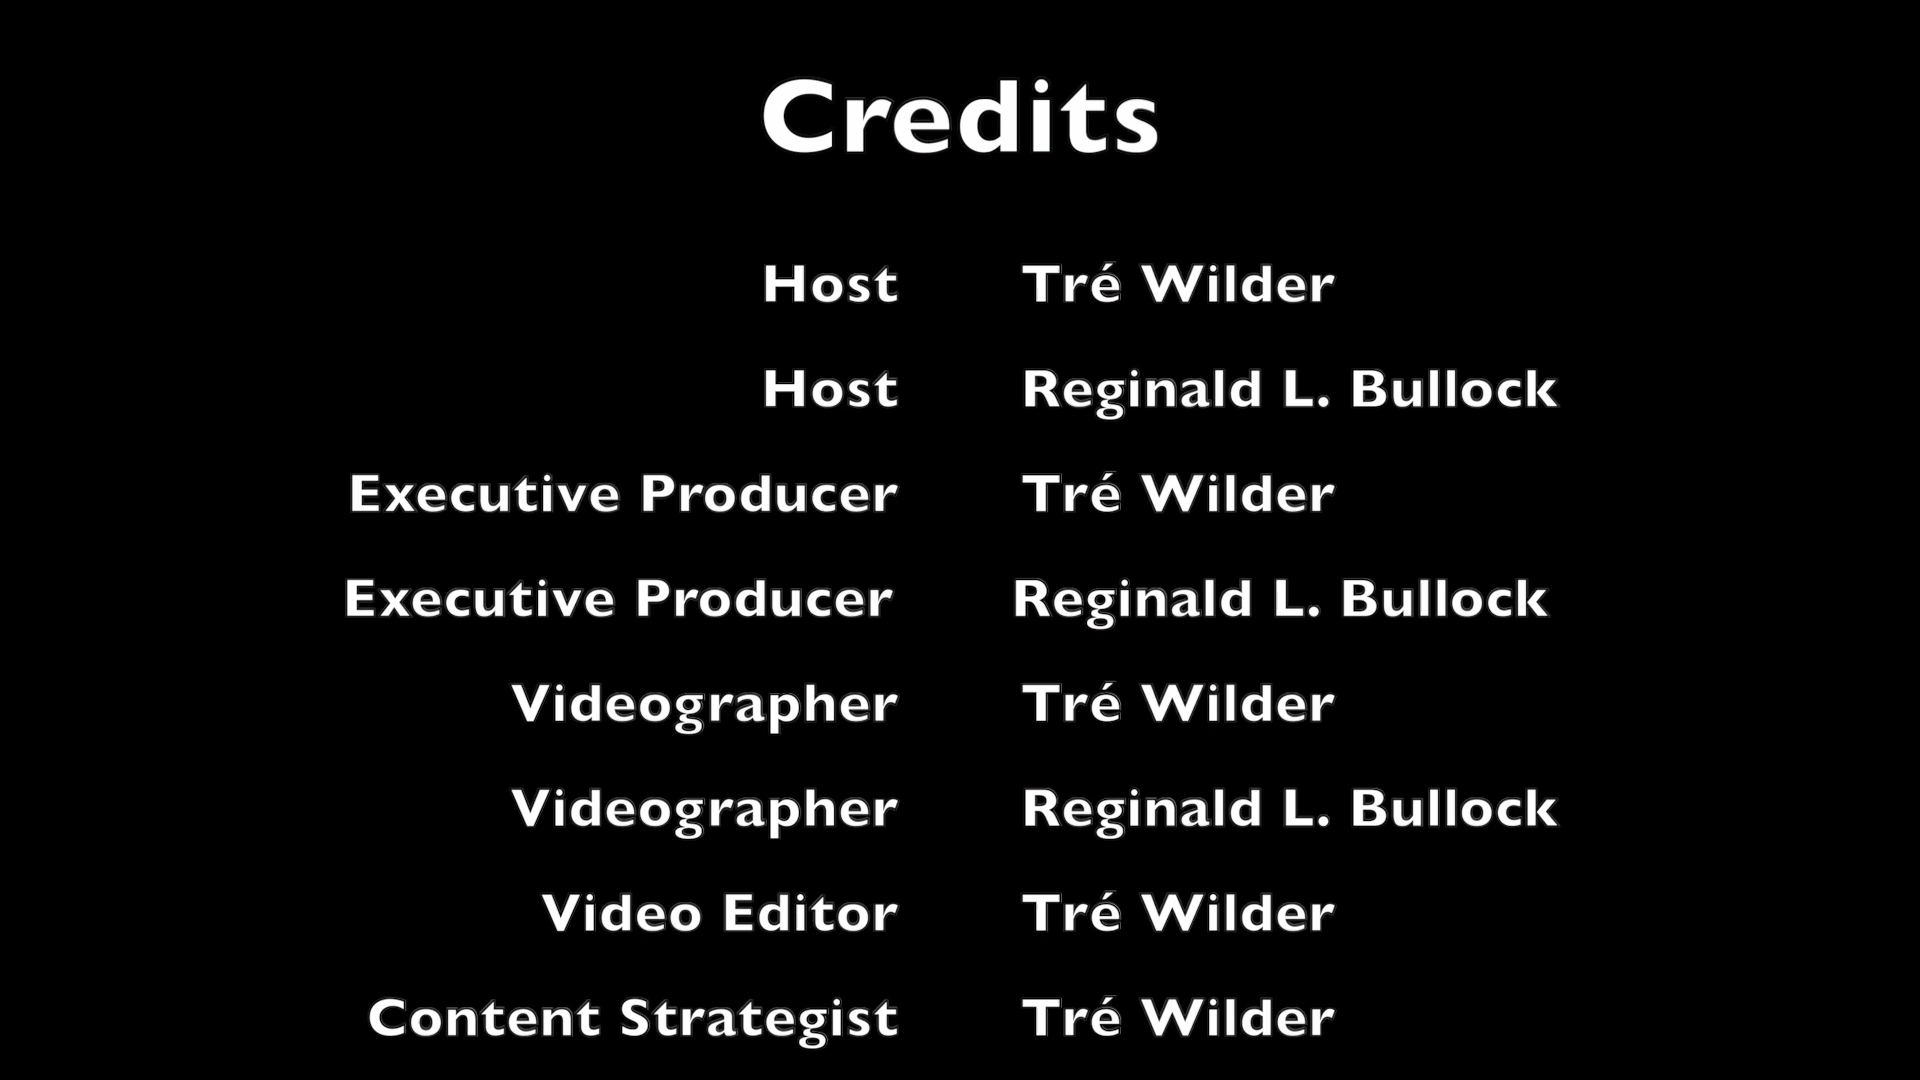 Credits
Host Tré Wilder
Host Reginald L. Bullock
Executive Producer Tré Wilder
Executive Producer Reginald L. Bullock
Videographer Tré Wilder
Videographer Reginald L. Bullock
Video Editor Tré Wilder
Content Strategist Tré Wilder